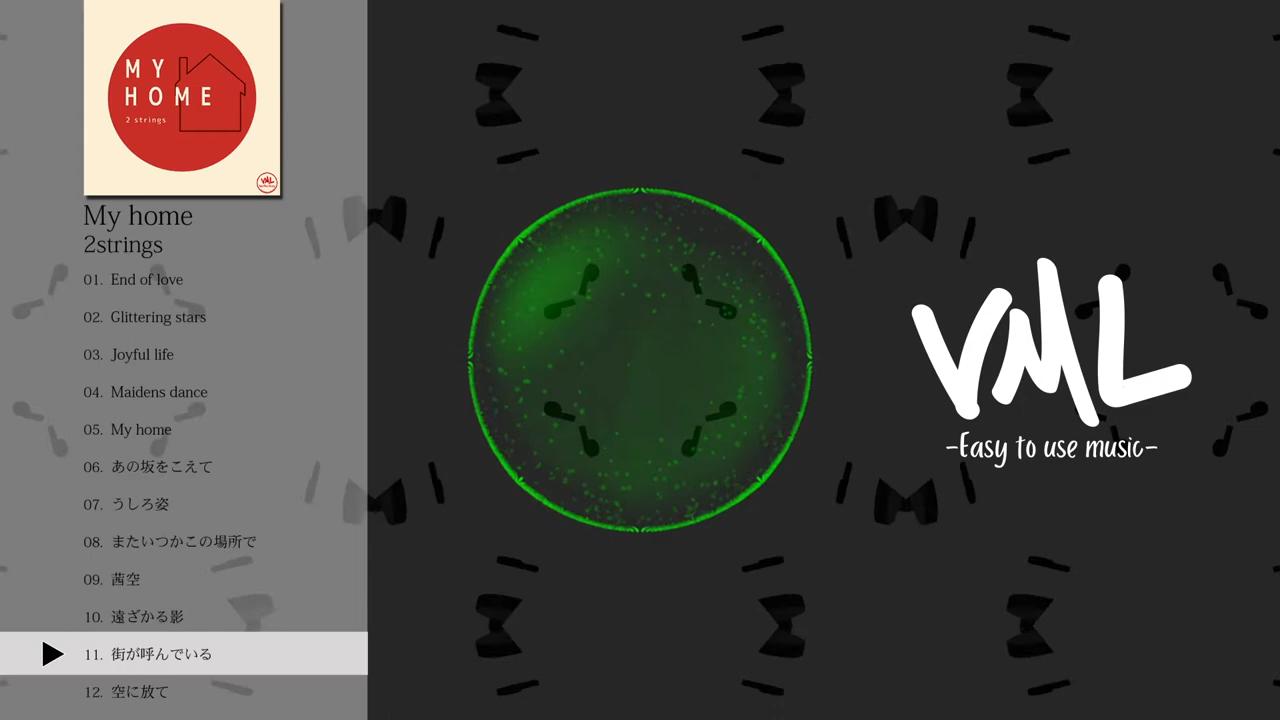 MY
HOME
2 strings
VML
My home
2strings
01. End of love
02. Glittering stars
03. Joyful life
04. Maidens dance
05. My home
06. あの坂をこえて
07. うしろ姿
08. またいつかこの場所で
09. 茜空
10. 遠ざかる影
11. 街が呼んでいる
12. 空に放て
VML
-Easy to use music-